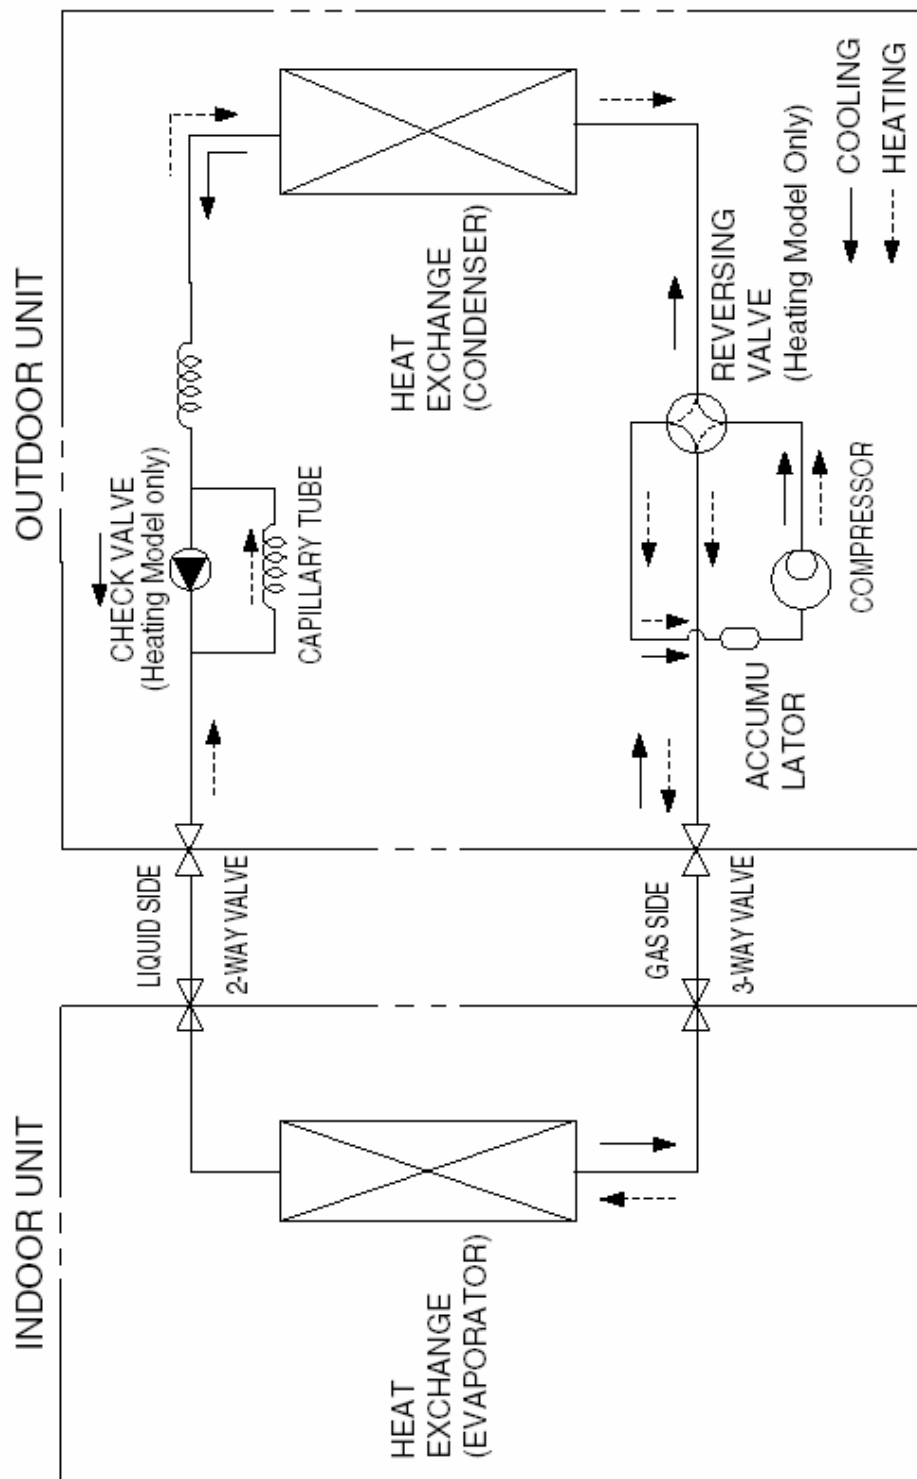 INDOOR UNIT
OUTDOOR UNIT
HEAT
EXCHANGE
(EVAPORATOR)
LIQUID SIDE
2-WAY VALVE
GAS SIDE
3-WAY VALVE
CHECK VALVE
(Heating Model only)
CAPILLARY TUBE
HEAT
EXCHANGE
(CONDENSER)
ACCUMU
LATOR
COMPRESSOR
REVERSING
VALVE
(Heating Model Only)
COOLING
HEATING